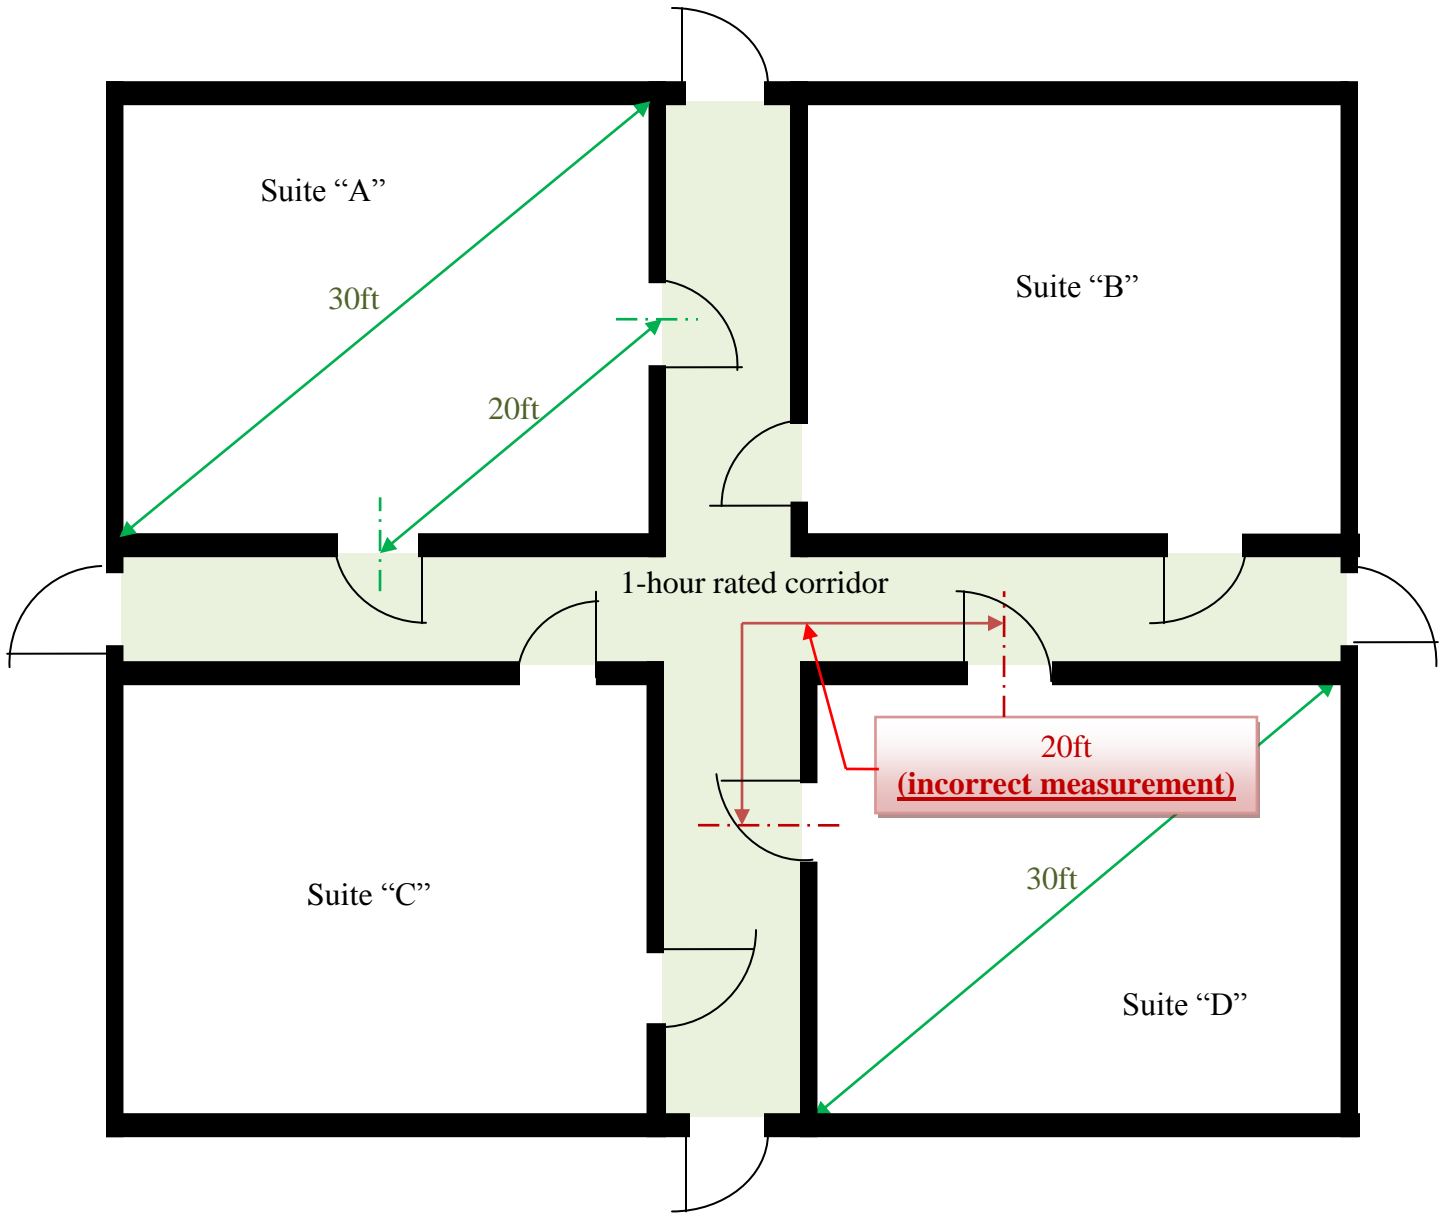 Suite “A”
Suite “B”
30ft
20ft
1-hour rated corridor
20ft
(incorrect measurement)
30ft
Suite “C”
Suite “D”